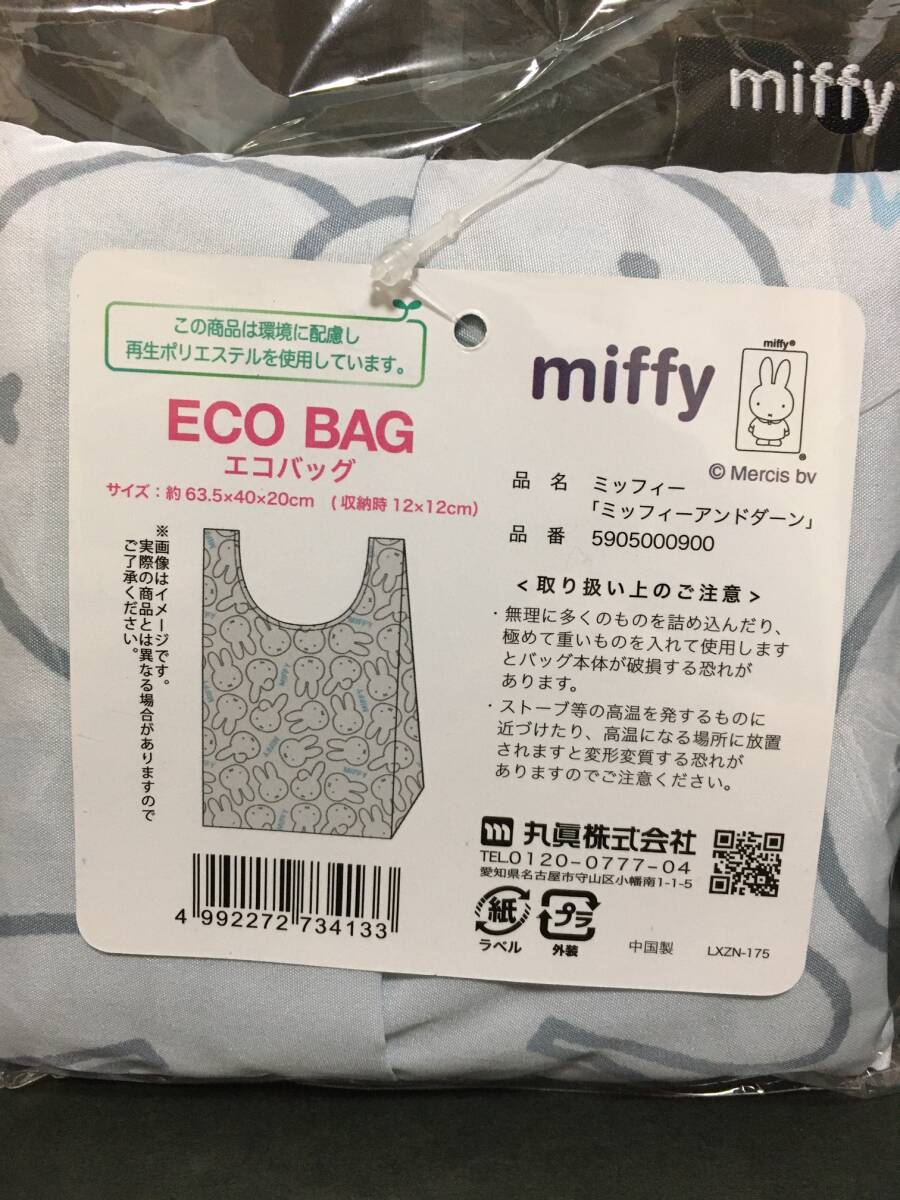 miffy
この商品は環境に配慮し
再生ポリエステルを使用しています。
ECO BAG
エコバッグ
サイズ：約 63.5×40×20cm （収納時 12×12cm）
※画像はイメージです。
実際の商品とは異なる場合がありますので
ご了承ください。
MIFFY
MIFFY
MIFFY
MIFFY
MIFFY
4 992272 734133
miffy
miffy®
®
© Mercis bv
品 名 ミッフィー
「ミッフィーアンドダーン」
品 番 5905000900
＜取り扱い上のご注意＞
・無理に多くのものを詰め込んだり、
極めて重いものを入れて使用します
とバッグ本体が破損する恐れが
あります。
・ストーブ等の高温を発するものに
近づけたり、高温になる場所に放置
されますと変形変質する恐れが
ありますのでご注意ください。
丸眞株式会社
TEL.0120-0777-04
愛知県名古屋市守山区小幡南1-1-5
紙
ラベル
プラ
外装
中国製
LXZN-175